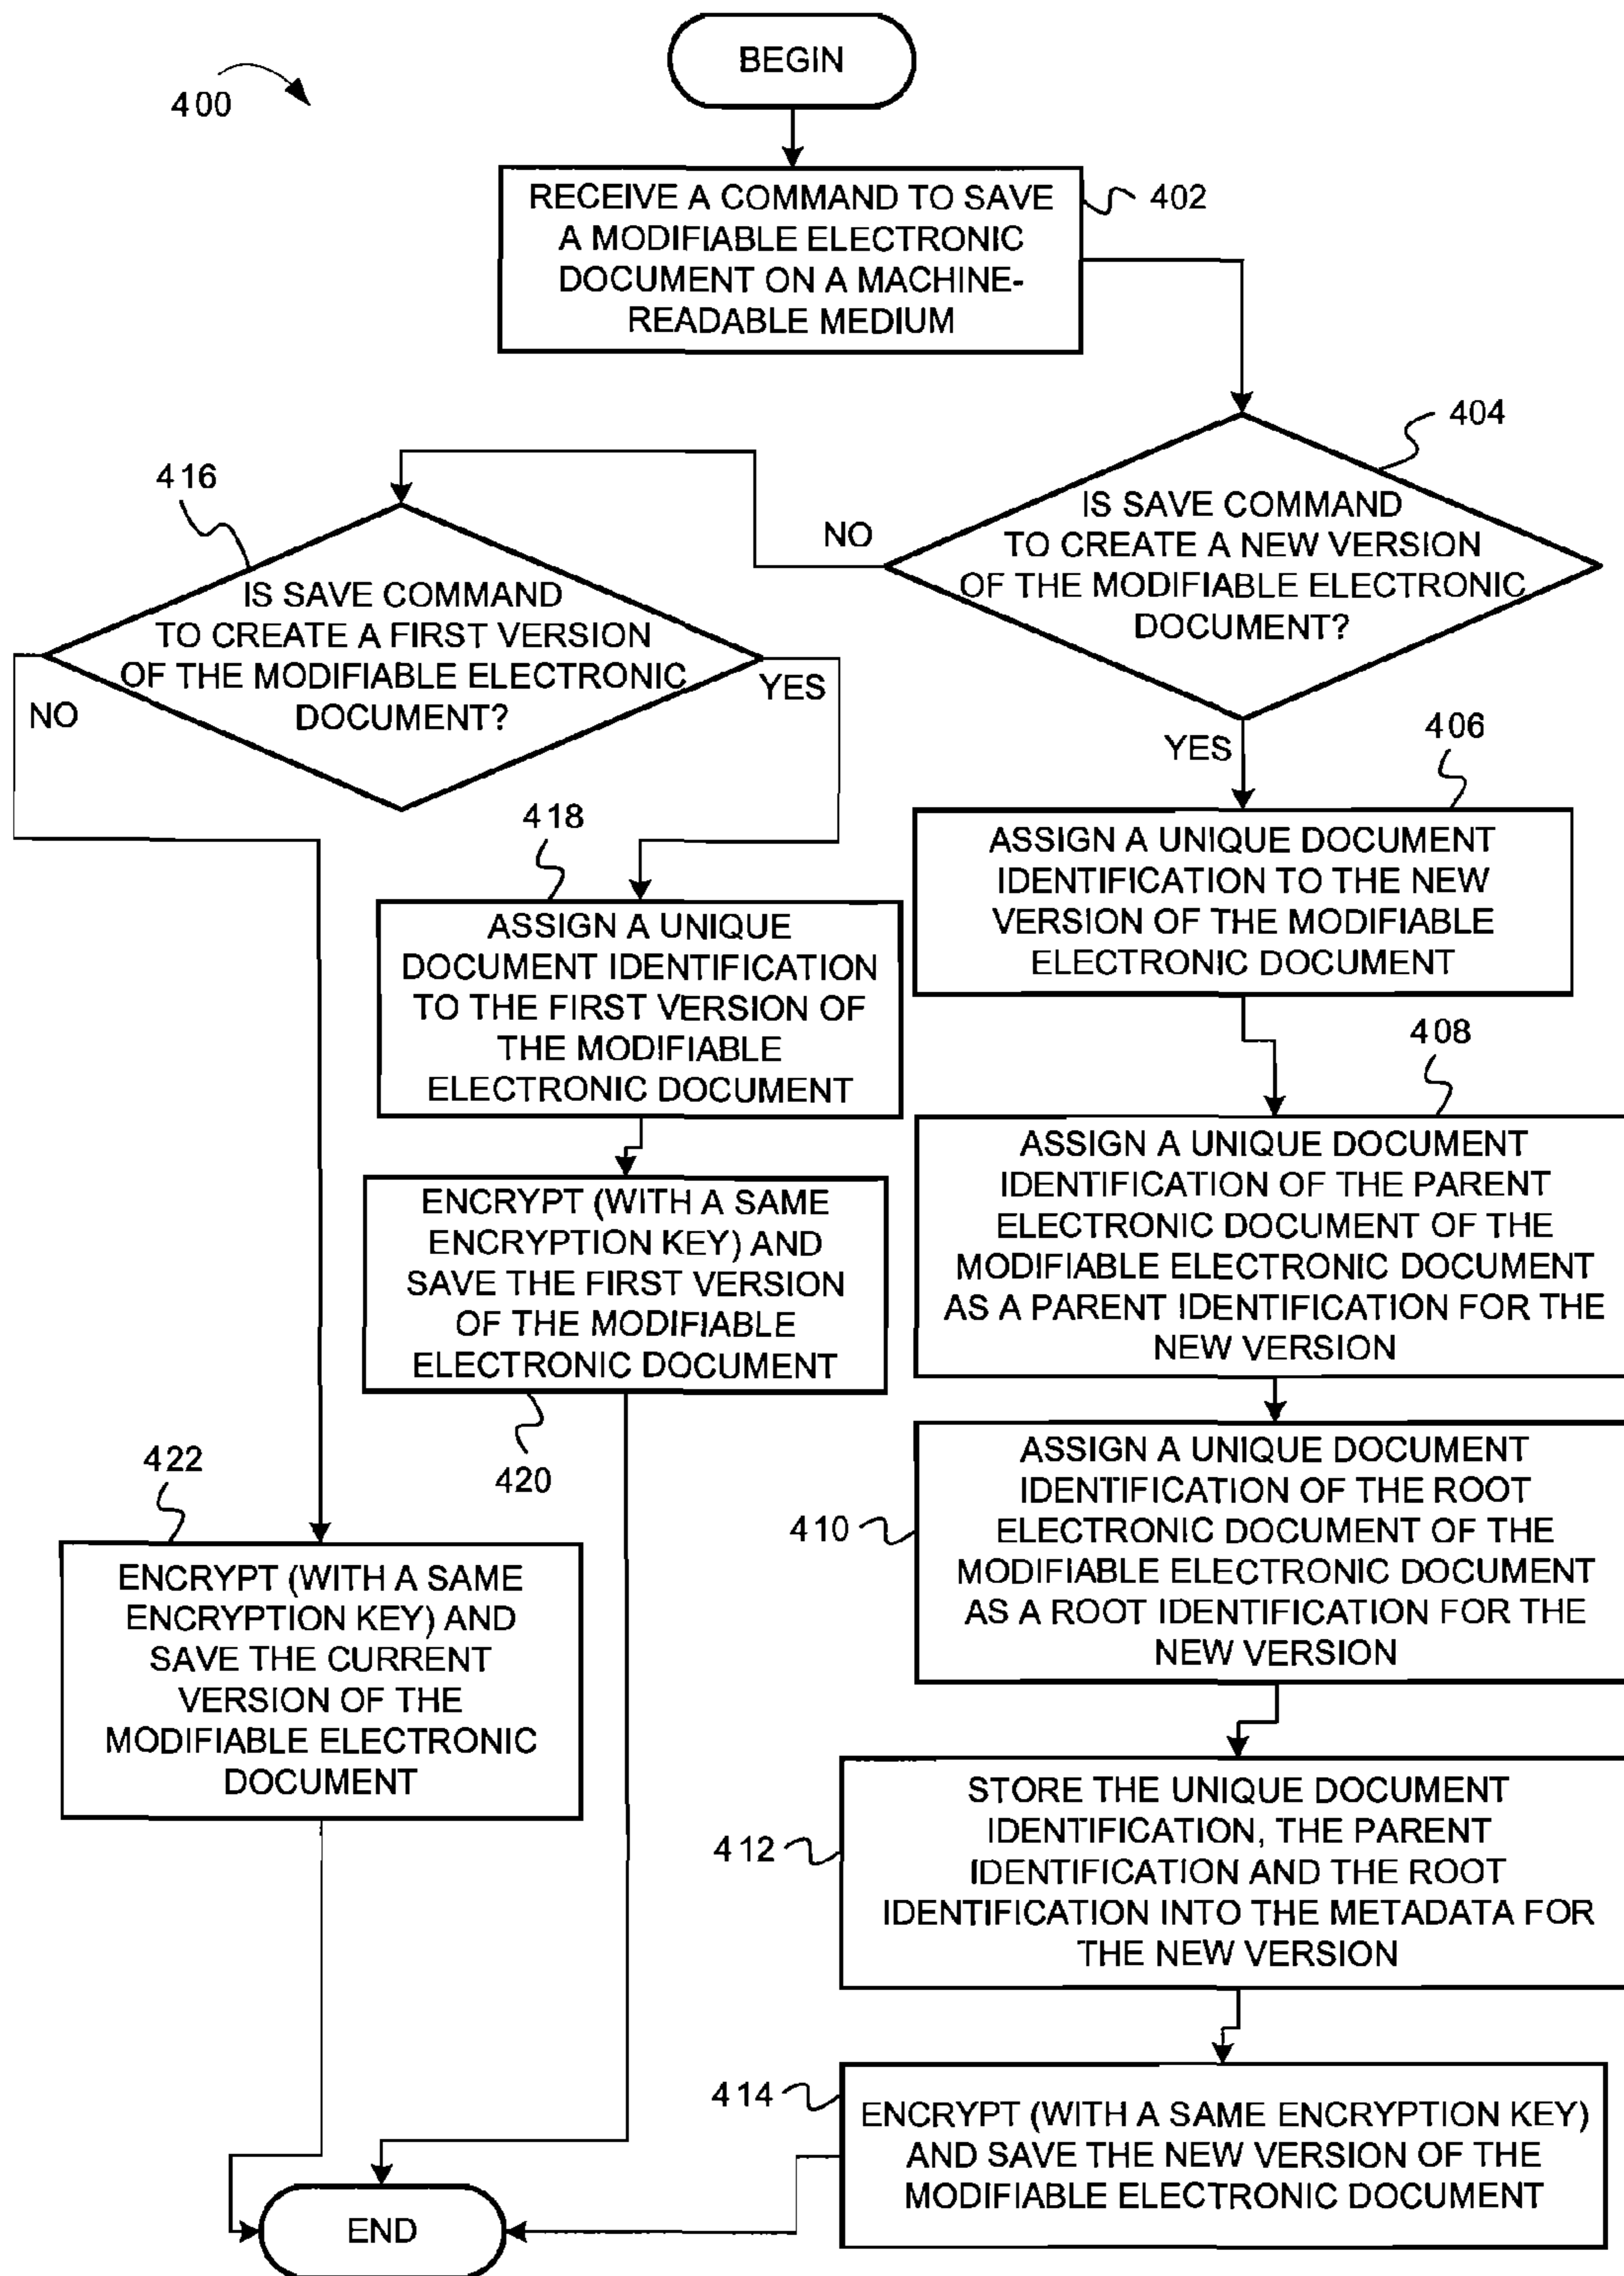 400
BEGIN
RECEIVE A COMMAND TO SAVE
A MODIFIABLE ELECTRONIC
DOCUMENT ON A MACHINE-
READABLE MEDIUM
402
404
IS SAVE COMMAND
TO CREATE A NEW VERSION
OF THE MODIFIABLE ELECTRONIC
DOCUMENT?
NO
YES
416
IS SAVE COMMAND
TO CREATE A FIRST VERSION
OF THE MODIFIABLE ELECTRONIC
DOCUMENT?
NO
YES
406
ASSIGN A UNIQUE DOCUMENT
IDENTIFICATION TO THE NEW
VERSION OF THE MODIFIABLE
ELECTRONIC DOCUMENT
418
ASSIGN A UNIQUE
DOCUMENT IDENTIFICATION
TO THE FIRST VERSION OF
THE MODIFIABLE
ELECTRONIC DOCUMENT
408
ASSIGN A UNIQUE DOCUMENT
IDENTIFICATION OF THE PARENT
ELECTRONIC DOCUMENT OF THE
MODIFIABLE ELECTRONIC DOCUMENT
AS A PARENT IDENTIFICATION FOR THE
NEW VERSION
ENCRYPT (WITH A SAME
ENCRYPTION KEY) AND
SAVE THE FIRST VERSION
OF THE MODIFIABLE
ELECTRONIC DOCUMENT
420
410
ASSIGN A UNIQUE DOCUMENT
IDENTIFICATION OF THE ROOT
ELECTRONIC DOCUMENT OF THE
MODIFIABLE ELECTRONIC DOCUMENT
AS A ROOT IDENTIFICATION FOR THE
NEW VERSION
422
ENCRYPT (WITH A SAME
ENCRYPTION KEY) AND
SAVE THE CURRENT
VERSION OF THE
MODIFIABLE ELECTRONIC
DOCUMENT
412
STORE THE UNIQUE DOCUMENT
IDENTIFICATION, THE PARENT
IDENTIFICATION AND THE ROOT
IDENTIFICATION INTO THE METADATA FOR
THE NEW VERSION
414
ENCRYPT (WITH A SAME ENCRYPTION KEY)
AND SAVE THE NEW VERSION OF THE
MODIFIABLE ELECTRONIC DOCUMENT
END